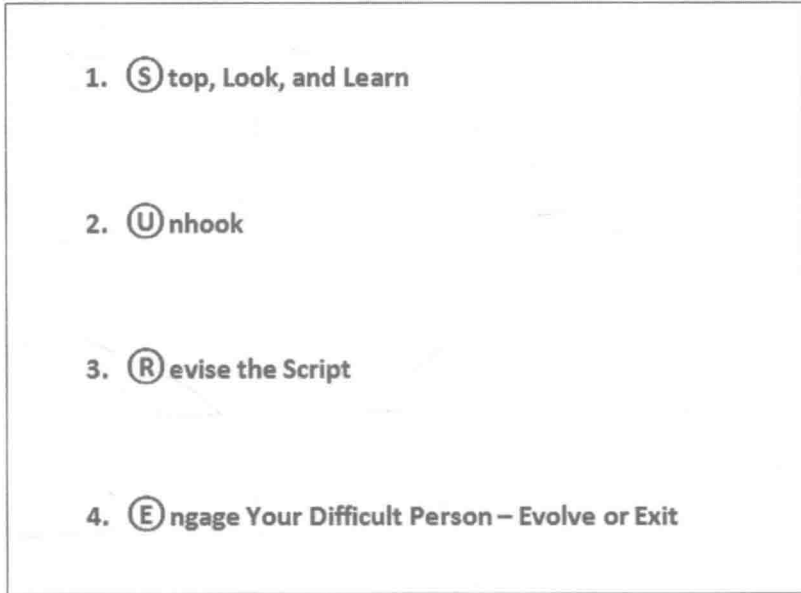 1. Ⓢtop, Look, and Learn
2. Ⓤnhook
3. Ⓡevise the Script
4. Ⓔngage Your Difficult Person – Evolve or Exit